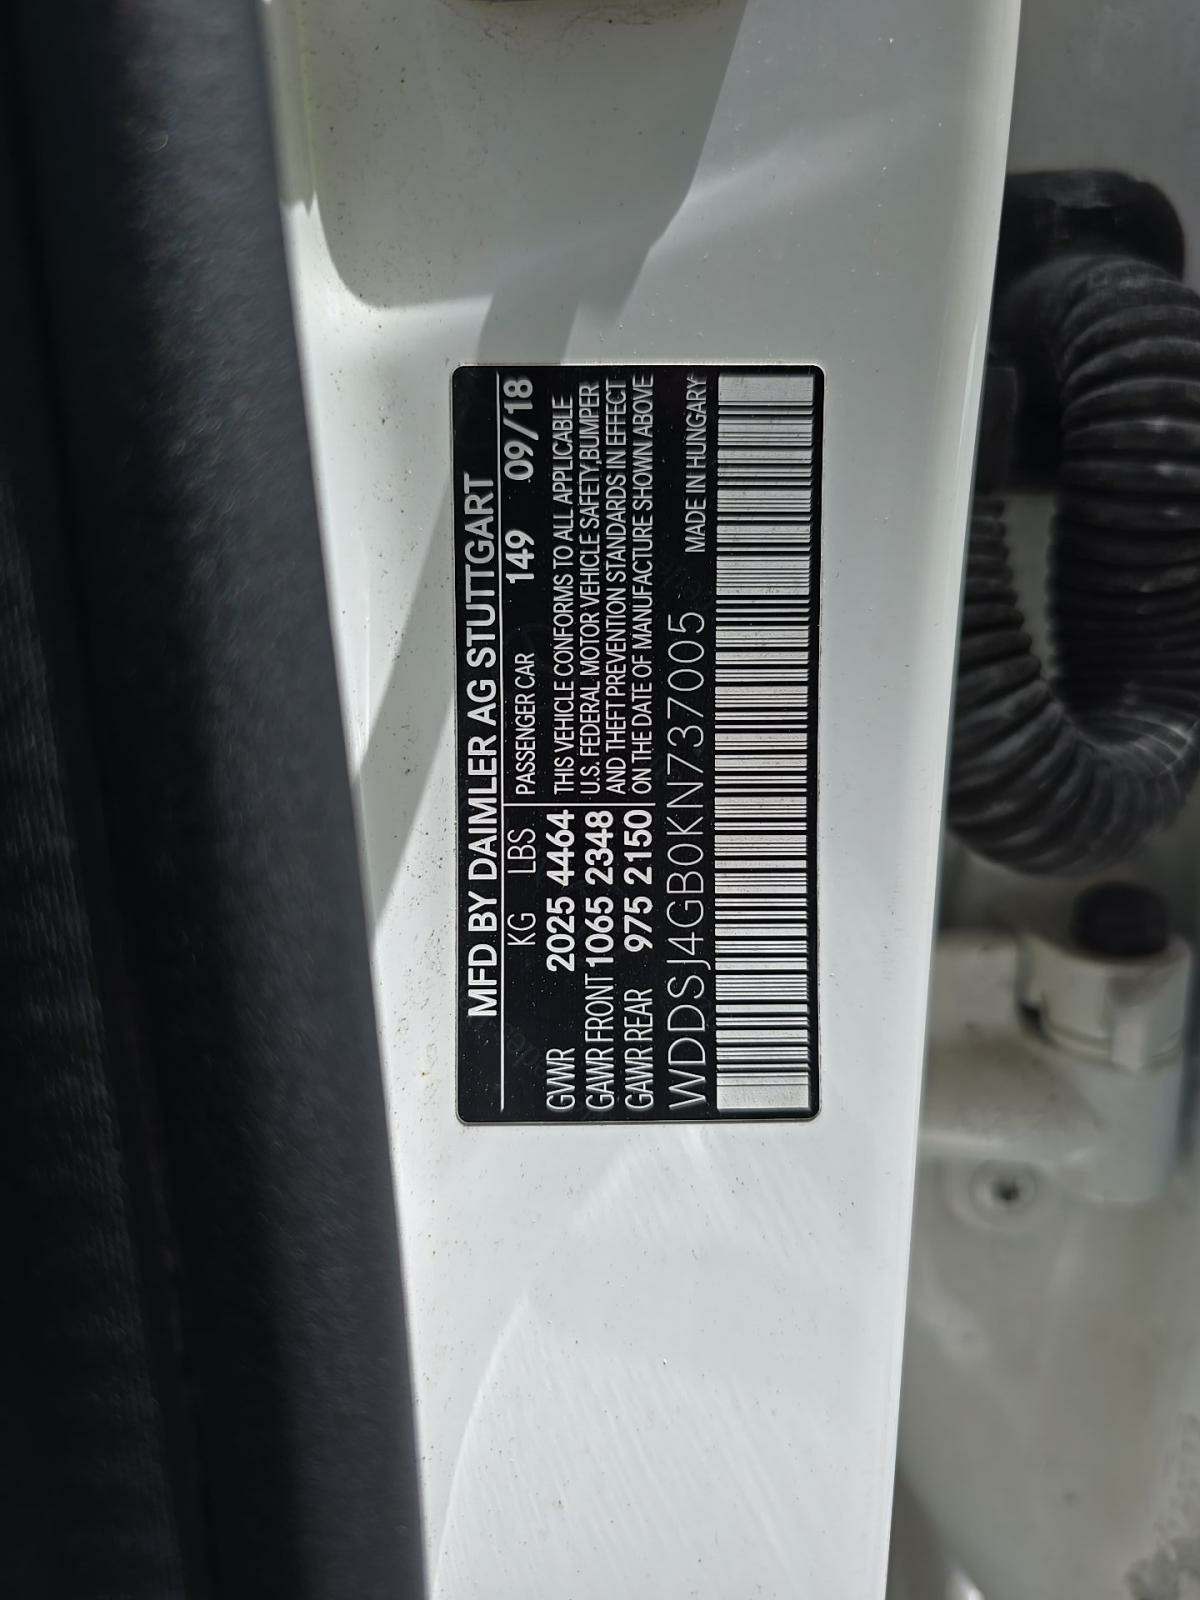 MFD BY DAIMLER AG STUTTGART
KG LBS PASSENGER CAR 149 09/18
GVWR 2025 4464 THIS VEHICLE CONFORMS TO ALL APPLICABLE
U.S. FEDERAL MOTOR VEHICLE SAFETY,BUMPER
GAWR FRONT 1065 2348 AND THEFT PREVENTION STANDARDS IN EFFECT
GAWR REAR 975 2150 ON THE DATE OF MANUFACTURE SHOWN ABOVE
WDDSJ4GB0KN737005 MADE IN HUNGARY